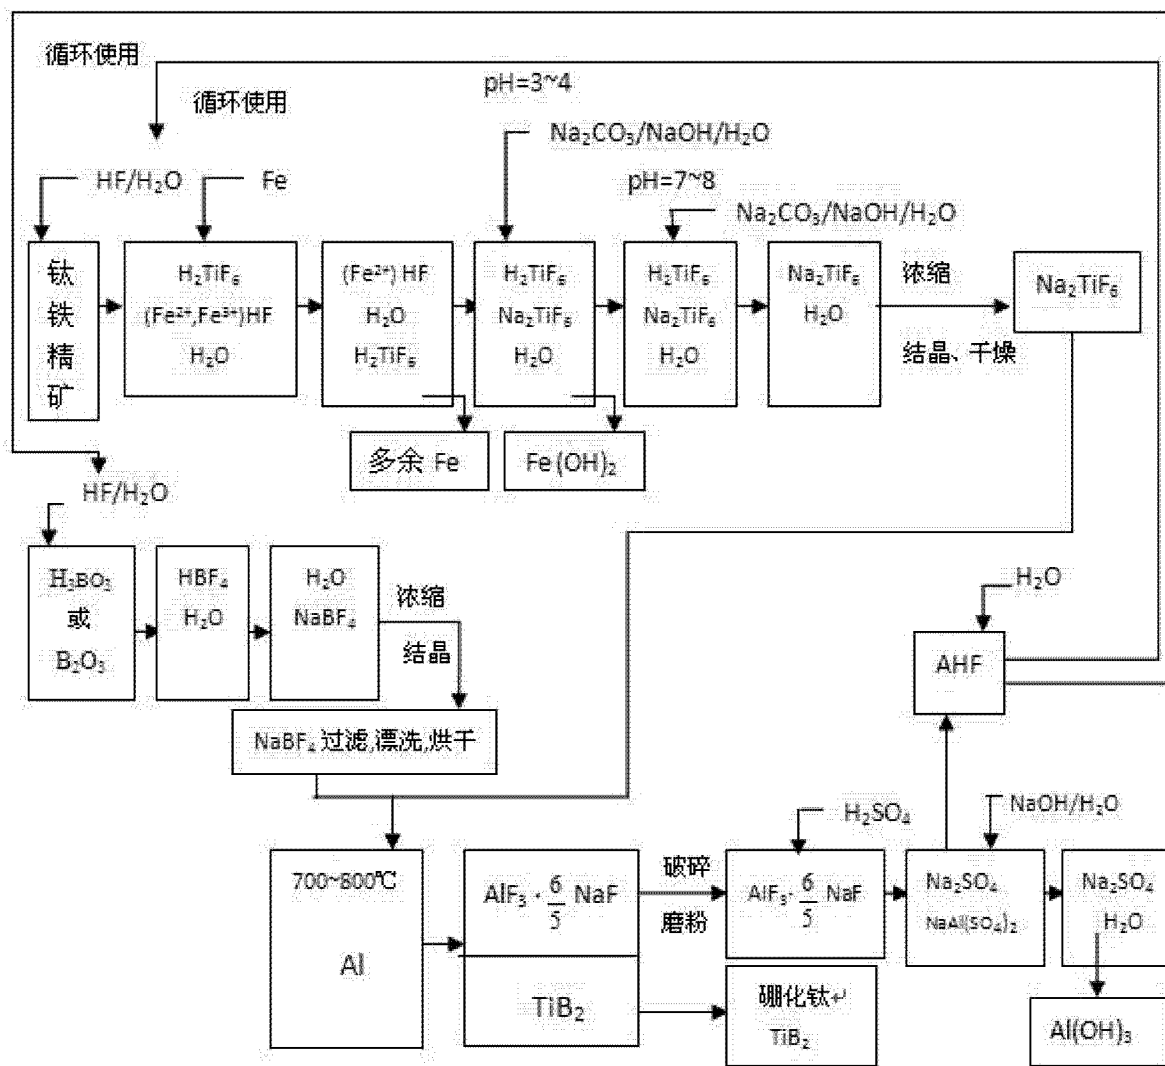 循环使用
pH=3~4
循环使用
Na₂CO₃/NaOH/H₂O
HF/H₂O
Fe
pH=7~8
Na₂CO₃/NaOH/H₂O
钛
铁
精
矿
H₂TiF₆
(Fe²⁺,Fe³⁺)HF
H₂O
(Fe²⁺) HF
H₂O
H₂TiF₆
H₂TiF₆
Na₂TiF₆
H₂O
H₂TiF₆
Na₂TiF₆
H₂O
Na₂TiF₆
H₂O
浓缩
结晶、干燥
Na₂TiF₆
多余 Fe
Fe(OH)₂
HF/H₂O
H₃BO₃
或
B₂O₃
HBF₄
H₂O
H₂O
NaBF₄
浓缩
结晶
H₂O
AHF
NaBF₄ 过滤,漂洗,烘干
H₂SO₄
NaOH/H₂O
700~800℃
Al
AlF₃·6/5 NaF
TiB₂
破碎
磨粉
AlF₃·6/5 NaF
Na₂SO₄
NaAl(SO₄)₂
Na₂SO₄
H₂O
硼化钛↵
TiB₂
Al(OH)₃